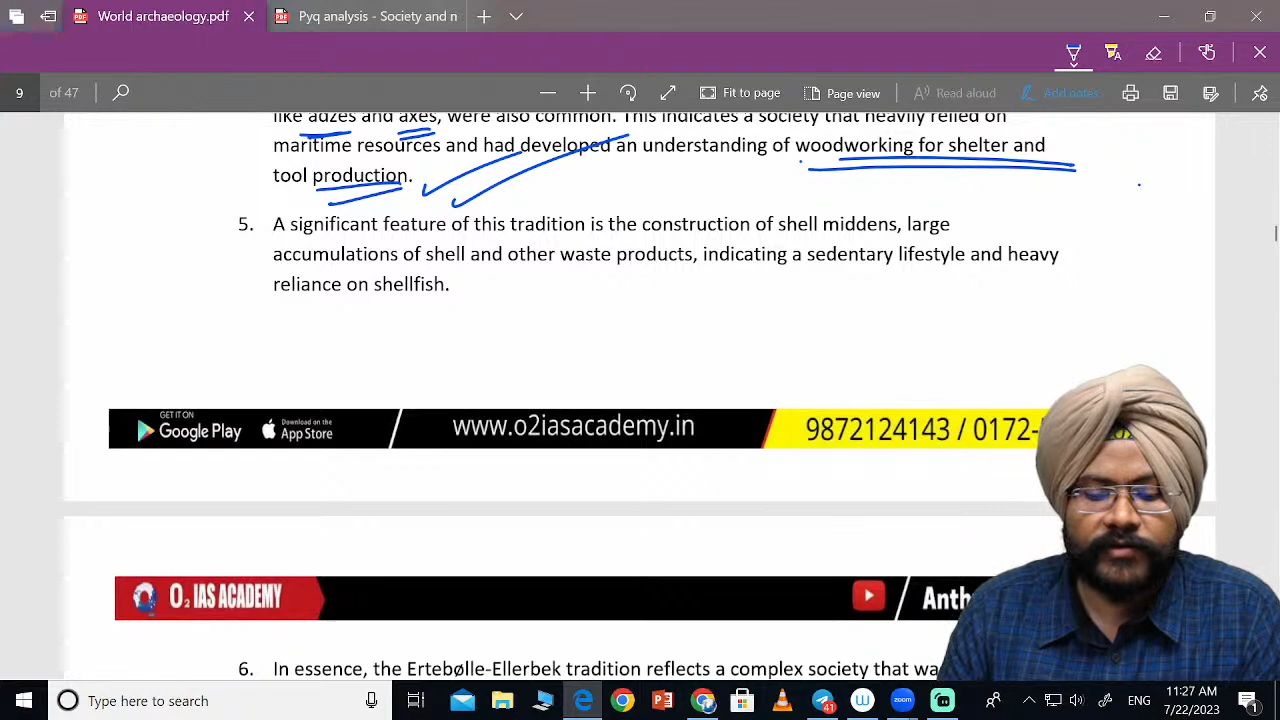 World archaeology
Pyq analysis - Society and n
9 of 47
Fit to page
Page view
Read aloud
Add notes
like adzes and axes, were also common. This indicates a society that heavily relied on
maritime resources and had developed an understanding of woodworking for shelter and
tool production.
5. A significant feature of this tradition is the construction of shell middens, large
accumulations of shell and other waste products, indicating a sedentary lifestyle and heavy
reliance on shellfish.
GET IT ON
Google Play
Download on the
App Store
www.o2iasacademy.in
9872124143 / 0172-
O2 IAS ACADEMY
Anth
6. In essence, the Ertebølle-Ellerbek tradition reflects a complex society that wa
Type here to search
41
zoom
ENG
11:27 AM
7/22/2023
1